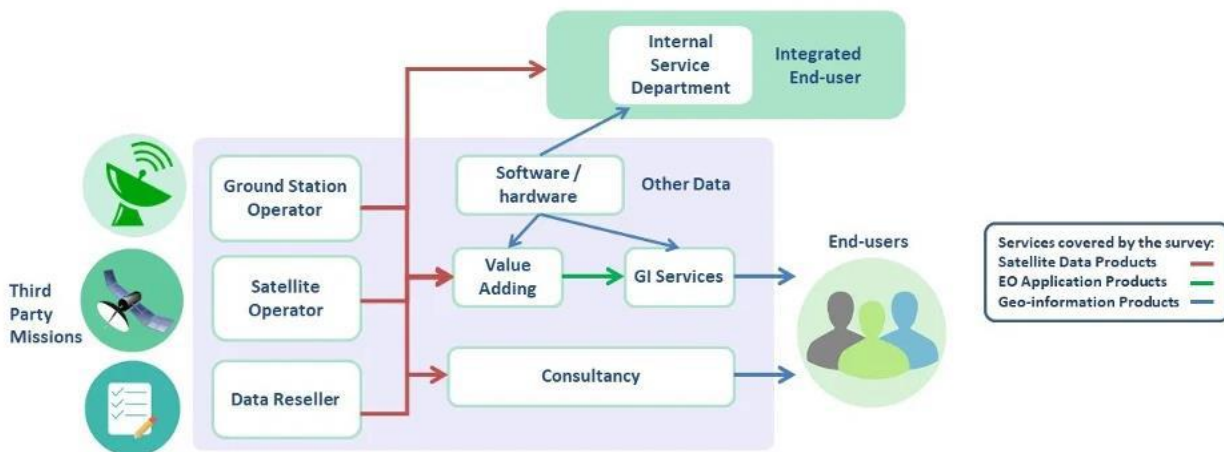 Internal
Service
Department
Integrated
End-user
Ground Station
Operator
Software /
hardware
Other Data
Third
Party
Missions
Satellite
Operator
Value
Adding
GI Services
End-users
Data Reseller
Consultancy
Services covered by the survey:
Satellite Data Products
EO Application Products
Geo-information Products